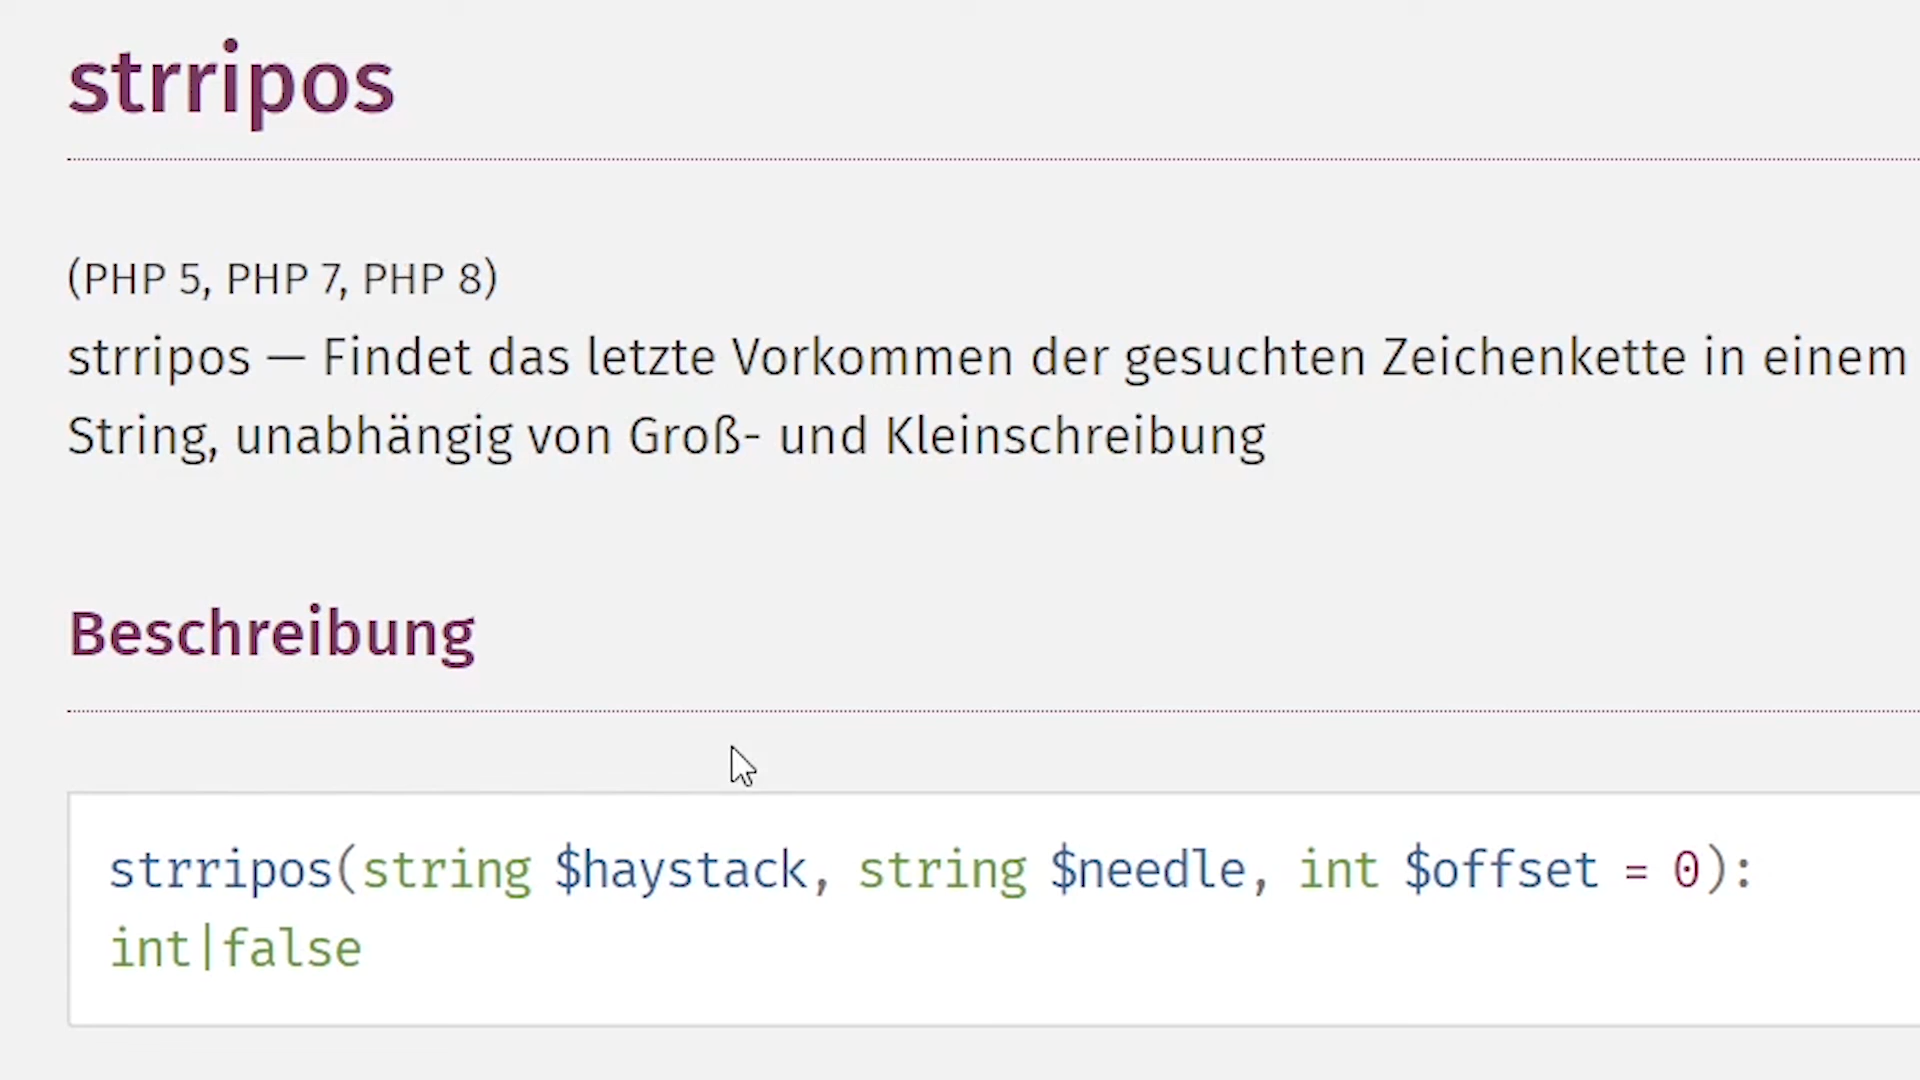 strripos
(PHP 5, PHP 7, PHP 8)
strripos — Findet das letzte Vorkommen der gesuchten Zeichenkette in einem
String, unabhängig von Groß- und Kleinschreibung
Beschreibung
strripos(string $haystack, string $needle, int $offset = 0):
int|false